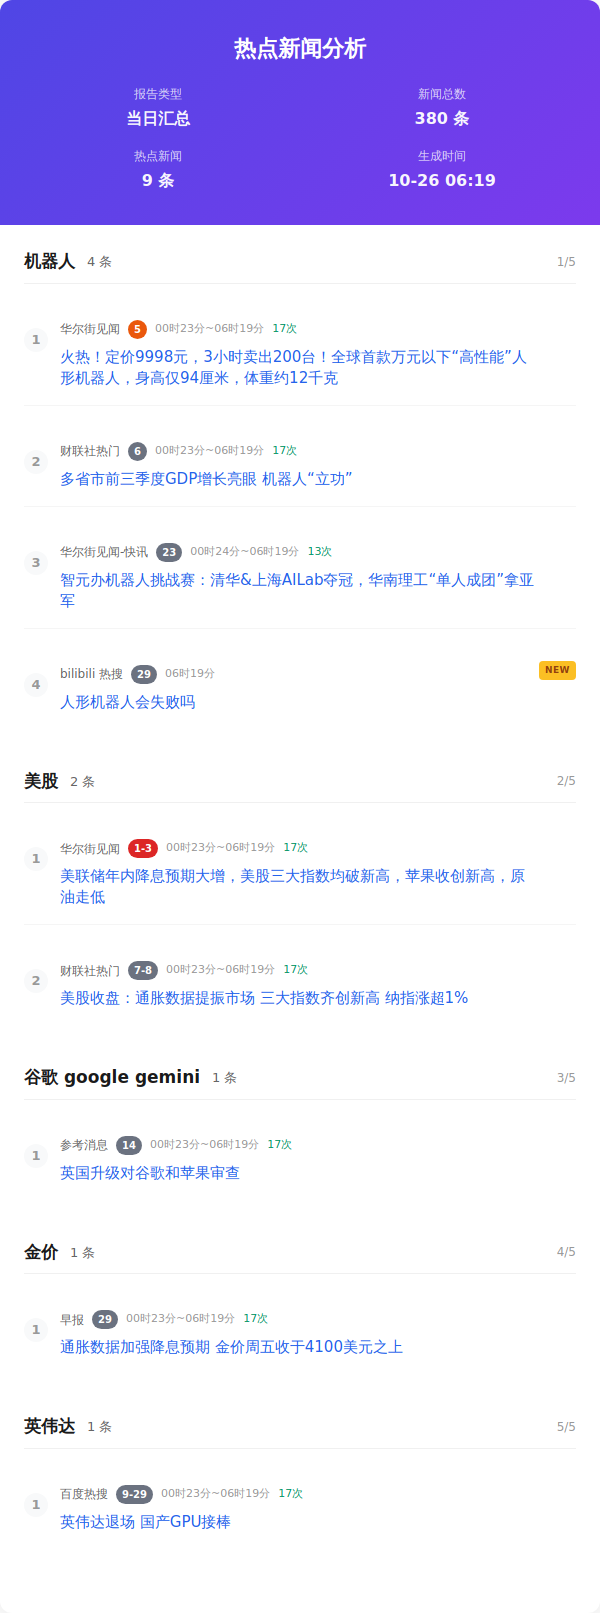 热点新闻分析
报告类型
当日汇总
新闻总数
380 条
热点新闻
9 条
生成时间
10-26 06:19
机器人 4 条 1/5
1 华尔街见闻 5 00时23分~06时19分 17次
火热！定价9998元，3小时卖出200台！全球首款万元以下“高性能”人
形机器人，身高仅94厘米，体重约12千克
2 财联社热门 6 00时23分~06时19分 17次
多省市前三季度GDP增长亮眼 机器人“立功”
3 华尔街见闻-快讯 23 00时24分~06时19分 13次
智元办机器人挑战赛：清华&上海AILab夺冠，华南理工“单人成团”拿亚
军
4 bilibili 热搜 29 06时19分 NEW
人形机器人会失败吗
美股 2 条 2/5
1 华尔街见闻 1-3 00时23分~06时19分 17次
美联储年内降息预期大增，美股三大指数均破新高，苹果收创新高，原
油走低
2 财联社热门 7-8 00时23分~06时19分 17次
美股收盘：通胀数据提振市场 三大指数齐创新高 纳指涨超1%
谷歌 google gemini 1 条 3/5
1 参考消息 14 00时23分~06时19分 17次
英国升级对谷歌和苹果审查
金价 1 条 4/5
1 早报 29 00时23分~06时19分 17次
通胀数据加强降息预期 金价周五收于4100美元之上
英伟达 1 条 5/5
1 百度热搜 9-29 00时23分~06时19分 17次
英伟达退场 国产GPU接棒